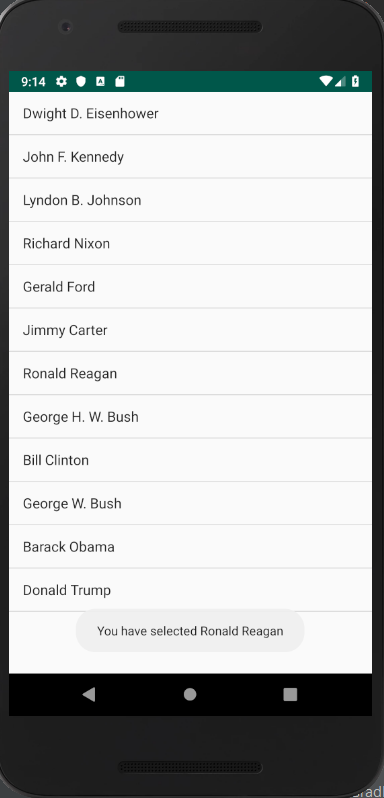 9:14
Dwight D. Eisenhower
John F. Kennedy
Lyndon B. Johnson
Richard Nixon
Gerald Ford
Jimmy Carter
Ronald Reagan
George H. W. Bush
Bill Clinton
George W. Bush
Barack Obama
Donald Trump
You have selected Ronald Reagan